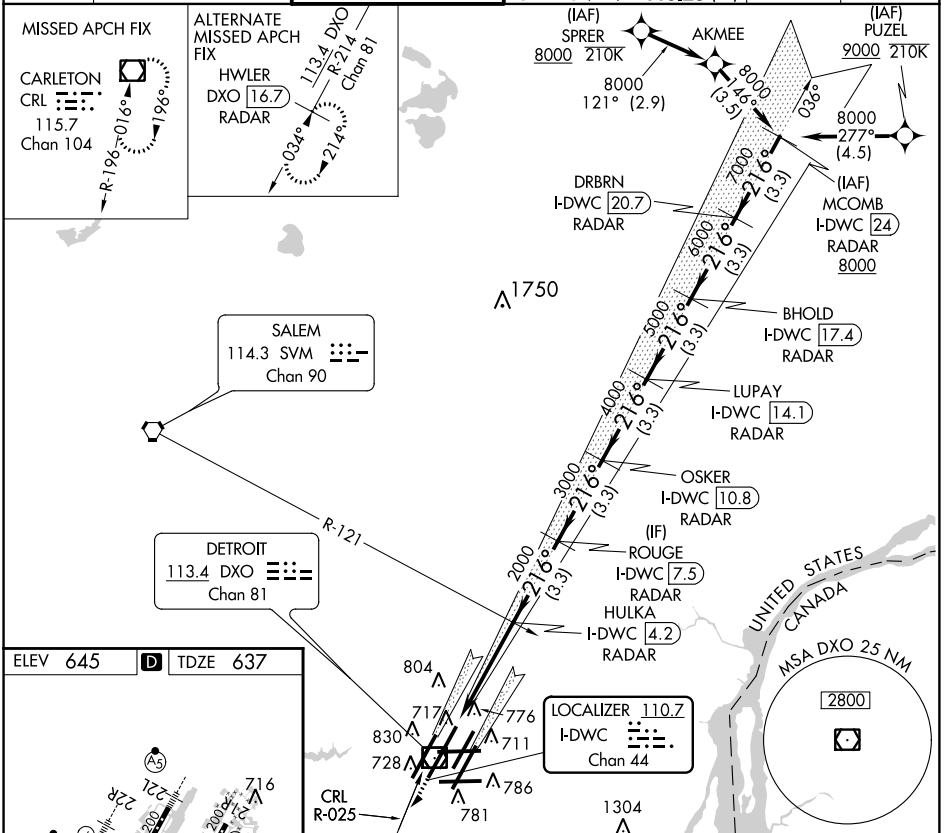 MISSED APCH FIX
CARLETON
CRL
115.7
Chan 104
R-196
016°
196°
ALTERNATE
MISSED APCH
FIX
HWLER
DXO 16.7
RADAR
113.4 DXO
R-214
Chan 81
034°
214°
(IAF)
SPRER
8000 210K
AKMEE
8000
121° (2.9)
8000
146°
(3.5)
(IAF)
PUZEL
9000 210K
036°
8000
277°
(4.5)
(IAF)
MCOMB
I-DWC 24
RADAR
8000
7000
216°
(3.3)
DRBRN
I-DWC 20.7
RADAR
6000
216°
(3.3)
BHOLD
I-DWC 17.4
RADAR
1750
5000
216°
(3.3)
LUPAY
I-DWC 14.1
RADAR
SALEM
114.3 SVM
Chan 90
4000
216°
(3.3)
OSKER
I-DWC 10.8
RADAR
3000
216°
(3.3)
(IF)
ROUGE
I-DWC 7.5
RADAR
R-121
2000
216°
(3.3)
HULKA
I-DWC 4.2
RADAR
DETROIT
113.4 DXO
Chan 81
UNITED STATES
CANADA
MSA DXO 25 NM
2800
ELEV 645
D
TDZE 637
804
717
776
830
711
728
786
781
LOCALIZER 110.7
I-DWC
Chan 44
CRL
R-025
1304
A5
22R
22L
200
716
200